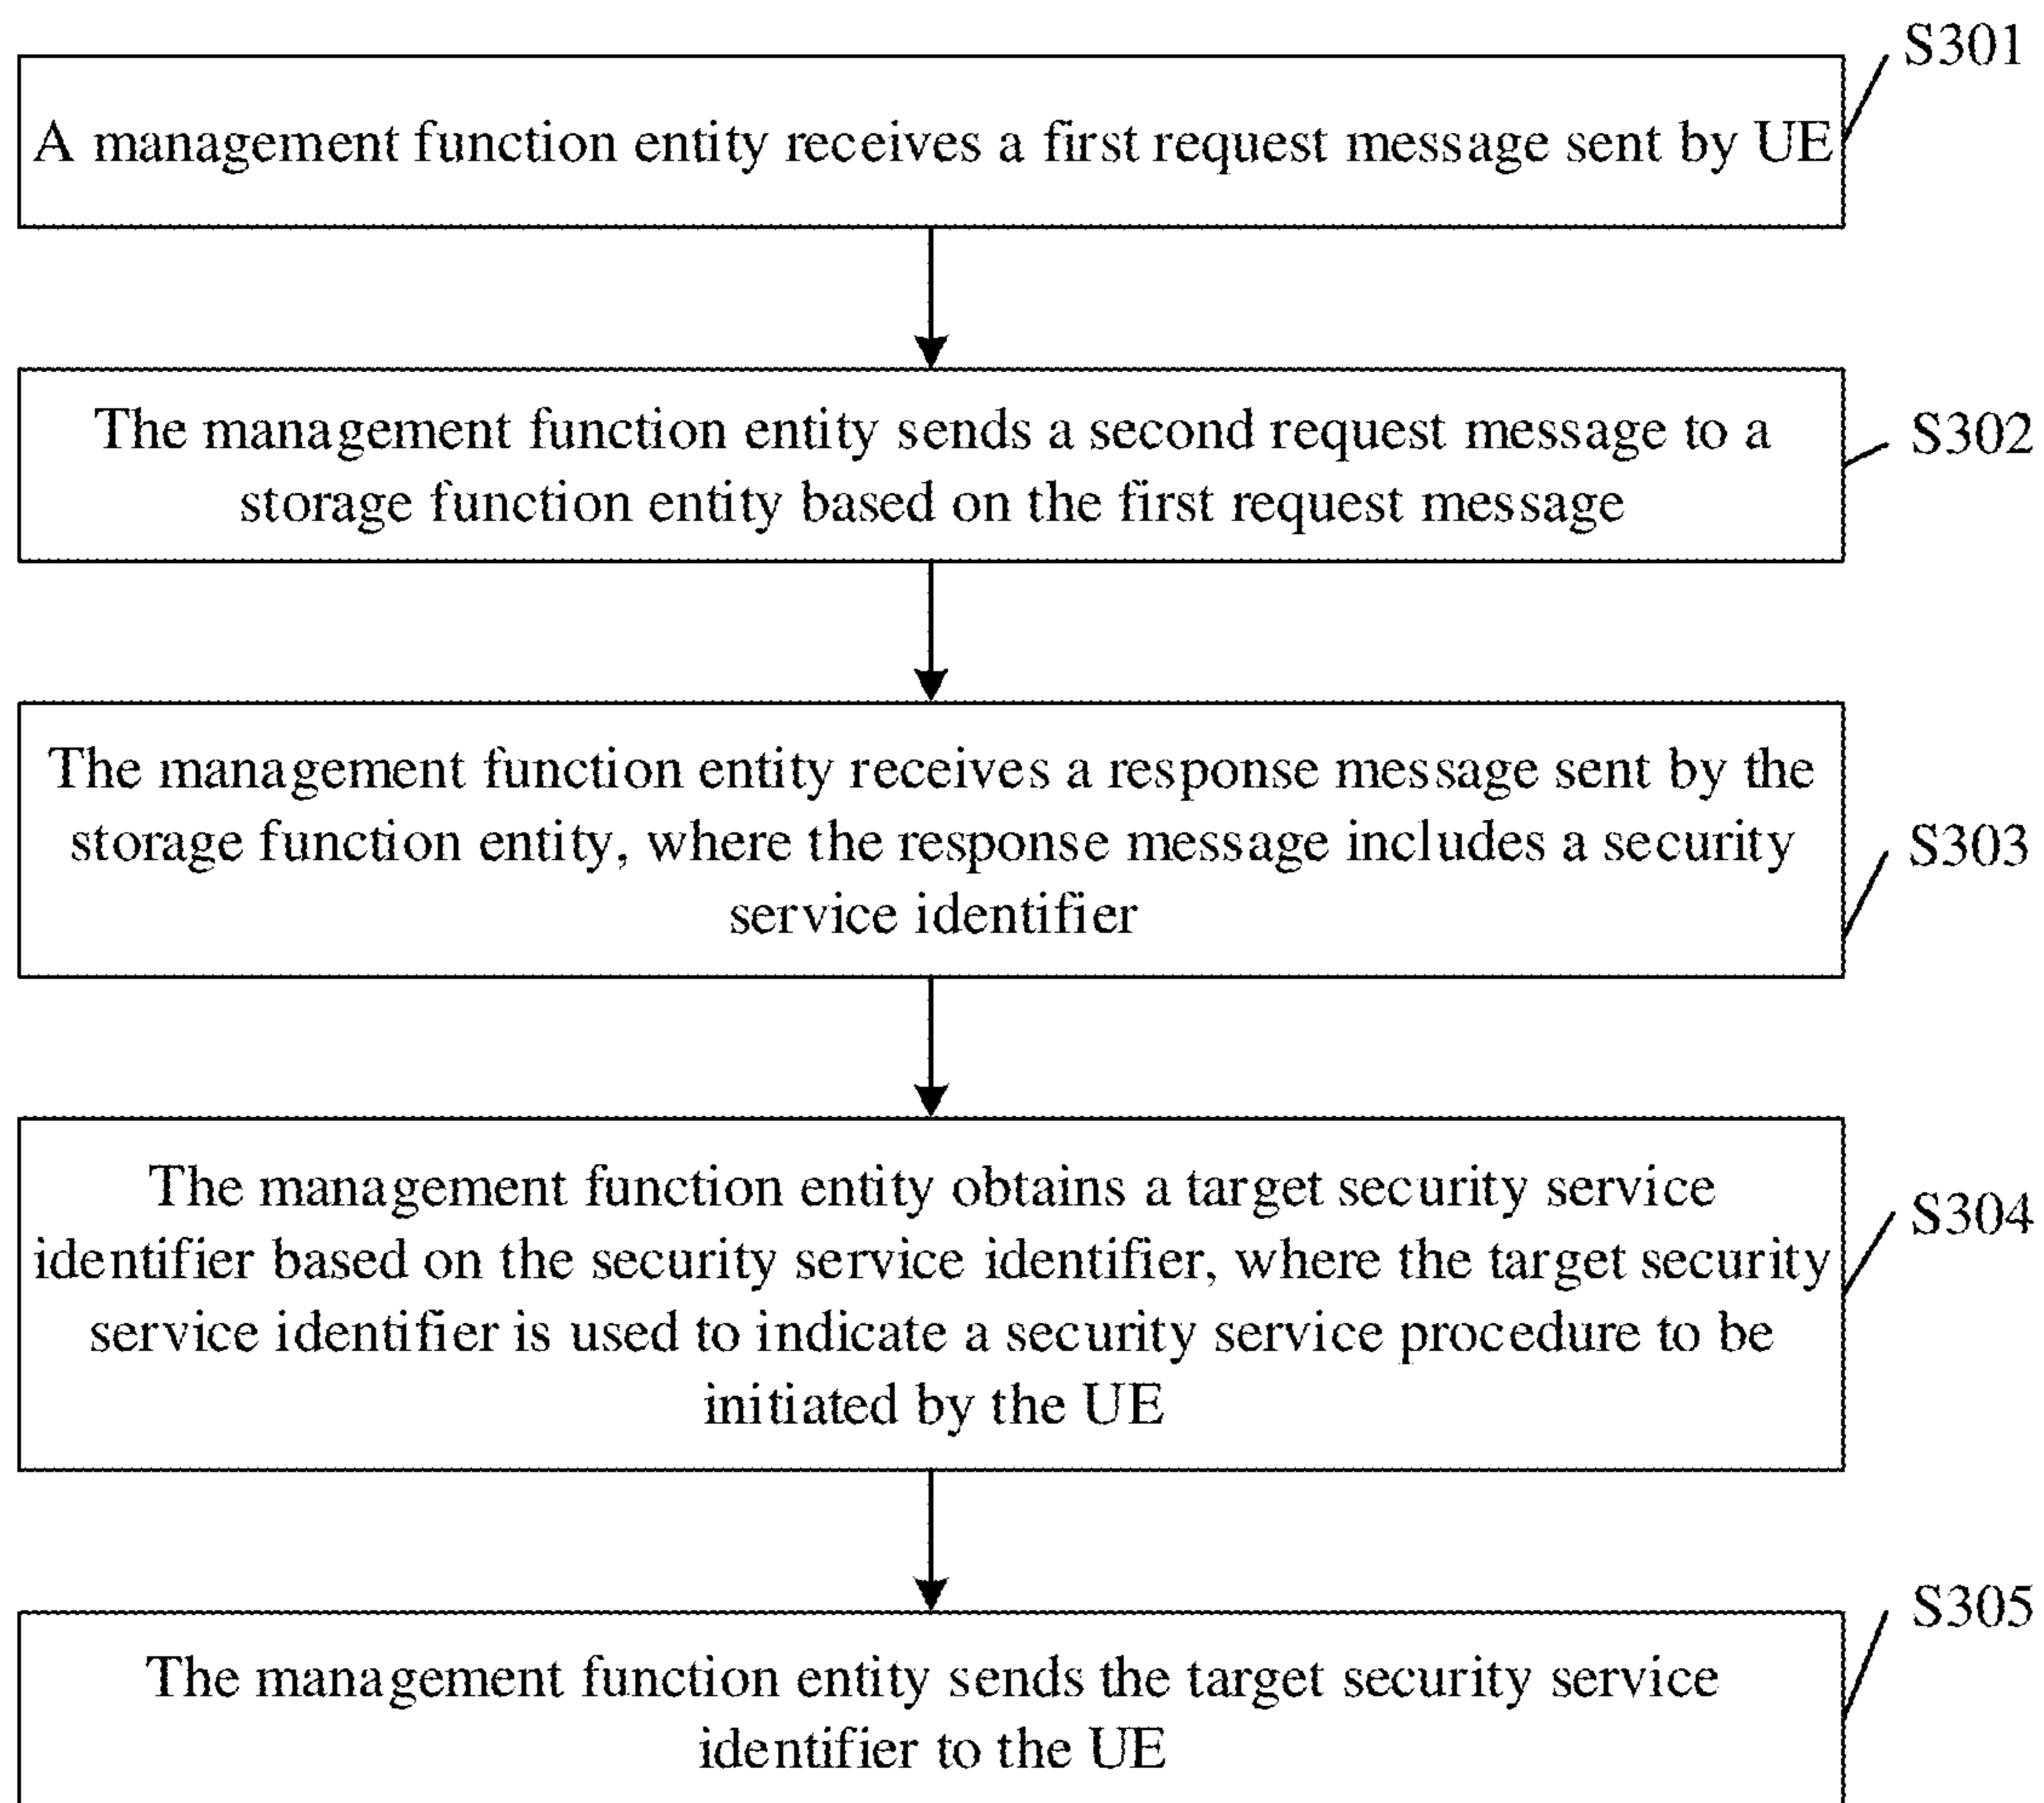 S301
A management function entity receives a first request message sent by UE
The management function entity sends a second request message to a
S302
storage function entity based on the first request message
The management function entity receives a response message sent by the
storage function entity, where the response message includes a security
S303
service identifier
The management function entity obtains a target security service
S304
identifier based on the security service identifier, where the target security
service identifier is used to indicate a security service procedure to be
initiated by the UE
S305
The management function entity sends the target security service
identifier to the UE